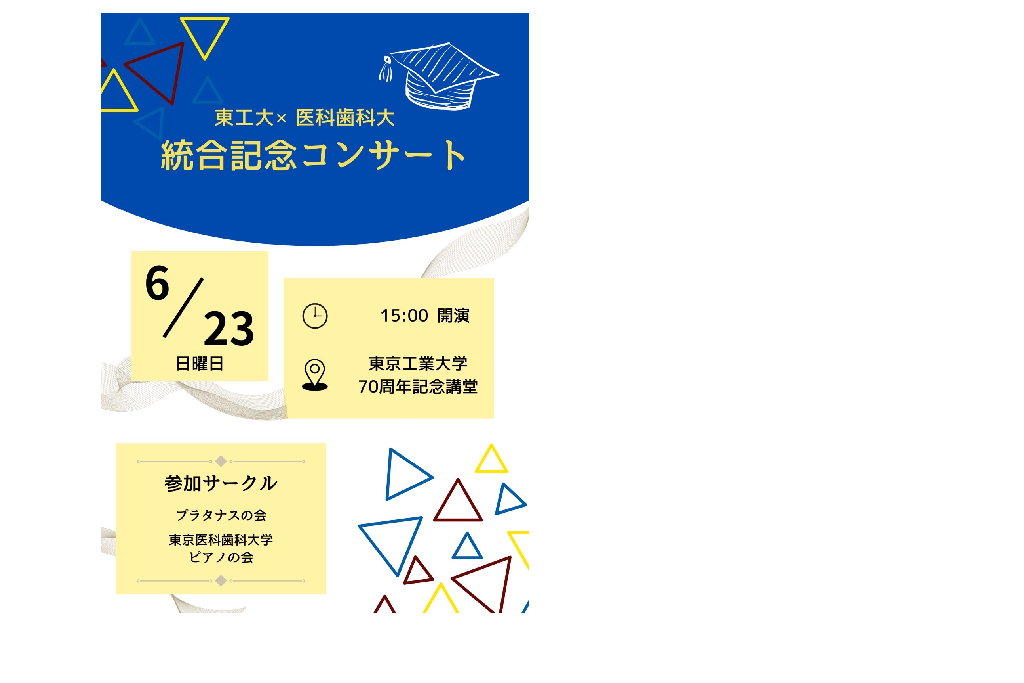 東工大× 医科歯科大
統合記念コンサート
6/23
日曜日
15:00 開演
東京工業大学
70周年記念講堂
参加サークル
プラタナスの会
東京医科歯科大学
ピアノの会